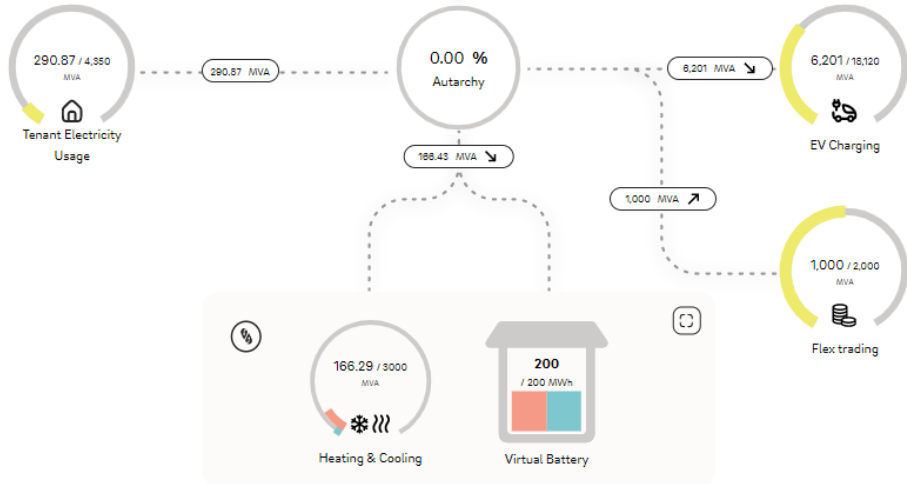 290.87 / 4,350
MVA
Tenant Electricity
Usage
290.87 MVA
0.00 %
Autarchy
6,201 MVA
6,201 / 18,120
MVA
EV Charging
166.43 MVA
1,000 MVA
1,000 / 2,000
MVA
Flex trading
166.29 / 3000
MVA
Heating & Cooling
200
/ 200 MWh
Virtual Battery